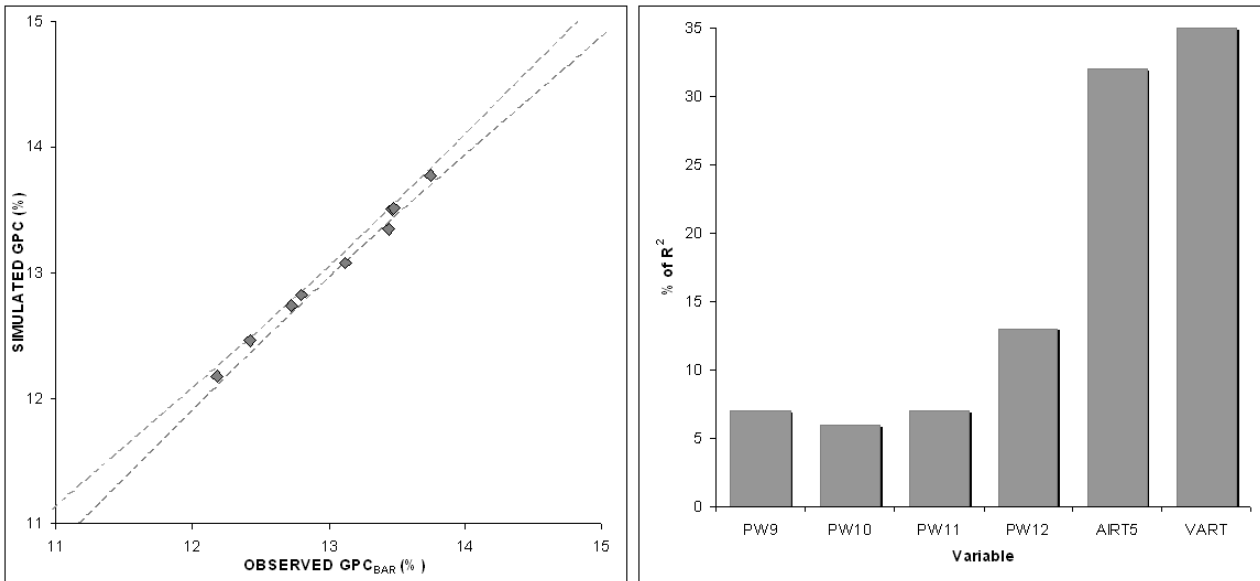 15
14
13
12
11
11
12
13
14
15
SIMULATED GPC (%)
OBSERVED GPC_BAR (%)
35
30
25
20
15
10
5
0
% of R²
PW9
PW10
PW11
PW12
AIRT5
VART
Variable